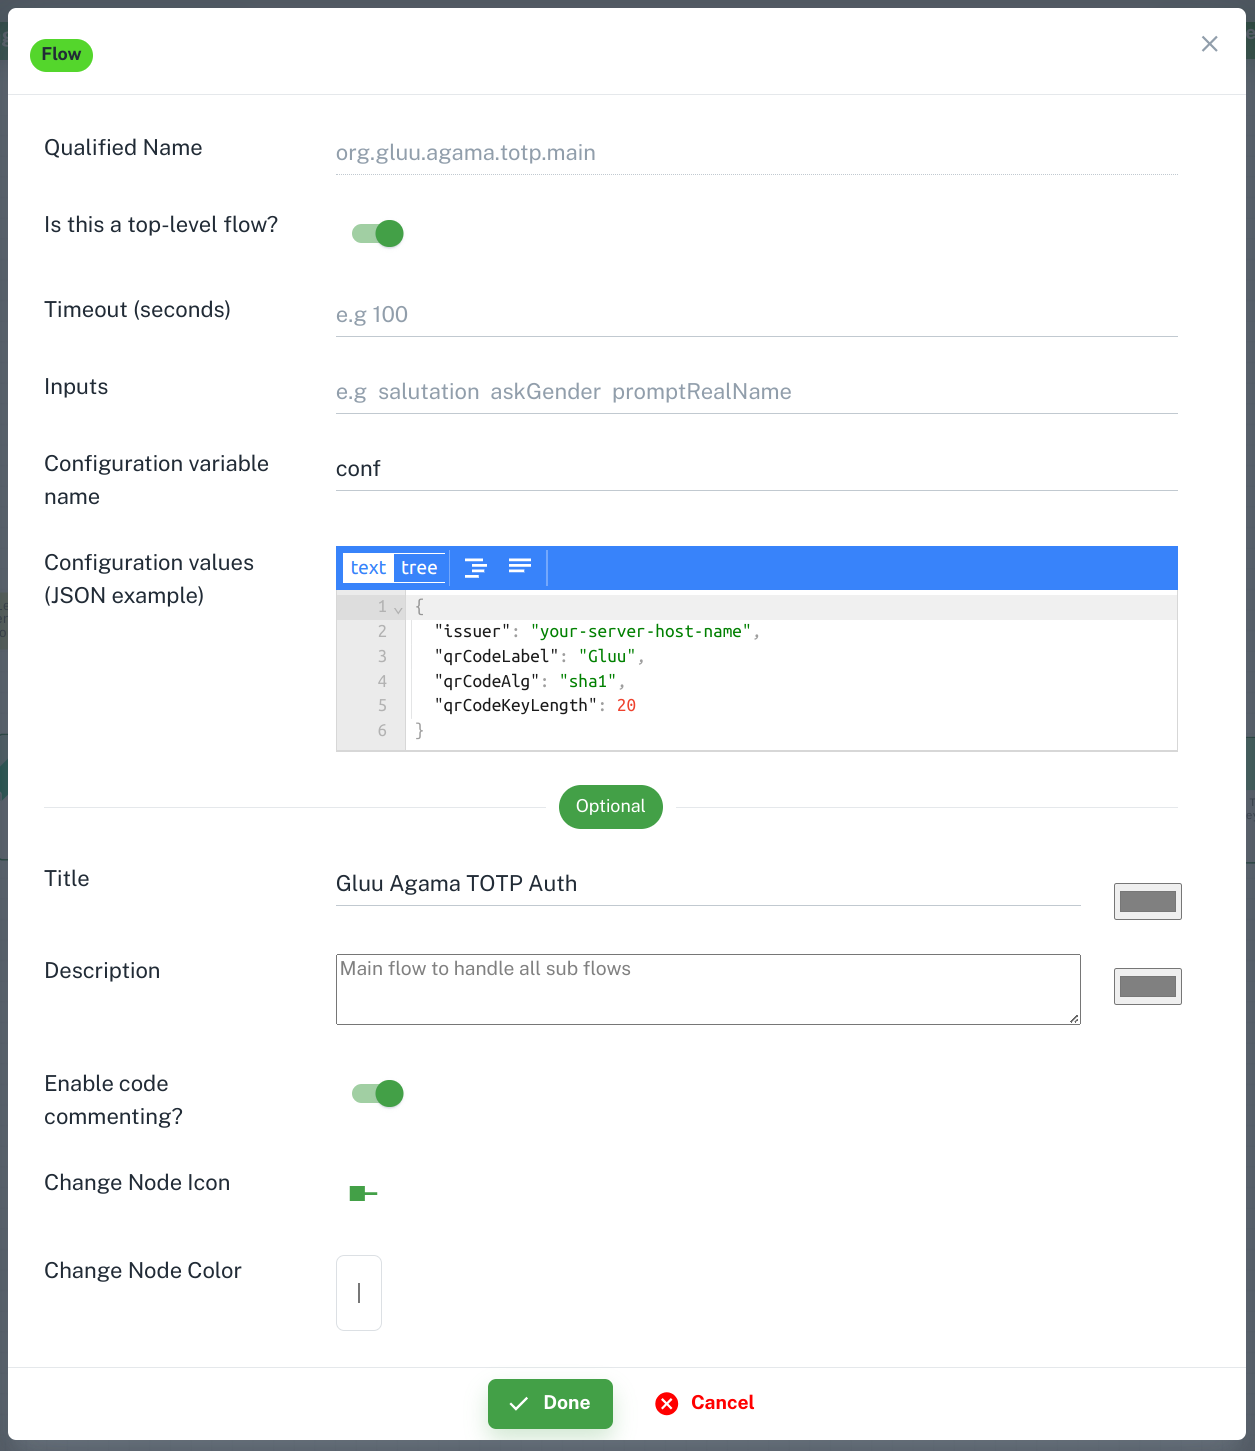 Flow
Qualified Name
org.gluu.agama.totp.main
Is this a top-level flow?
Timeout (seconds)
e.g 100
Inputs
e.g  salutation  askGender  promptRealName
Configuration variable
name
conf
Configuration values
(JSON example)
text tree
1 {
2 "issuer": "your-server-host-name",
3 "qrCodeLabel": "Gluu",
4 "qrCodeAlg": "sha1",
5 "qrCodeKeyLength": 20
6 }
Optional
Title
Gluu Agama TOTP Auth
Description
Main flow to handle all sub flows
Enable code
commenting?
Change Node Icon
Change Node Color
Done
Cancel